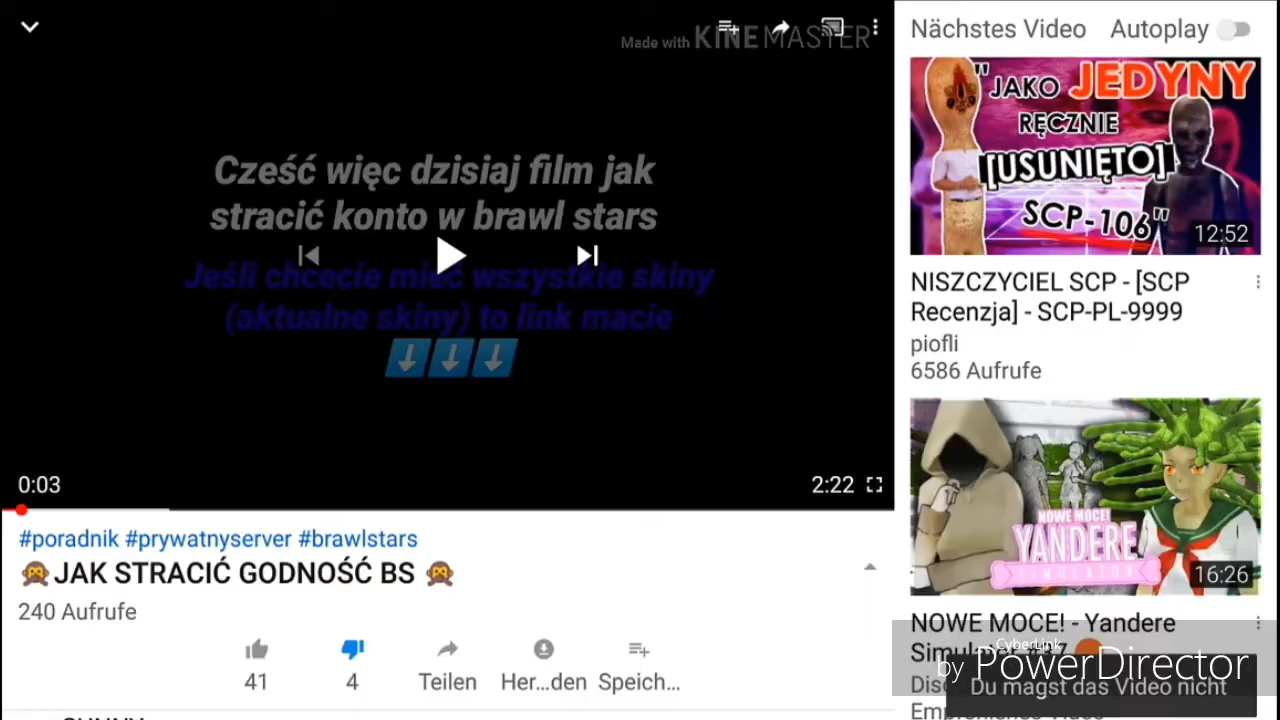 Made with KINEMASTER
Cześć więc dzisiaj film jak
stracić konto w brawl stars
Jeśli chcecie mieć wszystkie skiny
(aktualne skiny) to link macie
0:03
2:22
#poradnik #prywatnyserver #brawlstars
JAK STRACIĆ GODNOŚĆ BS
240 Aufrufe
41
4
Teilen
Her...den
Speich...
Nächstes Video
Autoplay
"JAKO JEDYNY
RĘCZNIE
[USUNIĘTO]
SCP-106"
12:52
NISZCZYCIEL SCP - [SCP
Recenzja] - SCP-PL-9999
piofli
6586 Aufrufe
NOWE MOCE!
YANDERE
SIMULATOR
16:26
NOWE MOCE! - Yandere
CyberLink
by PowerDirector
Du magst das Video nicht